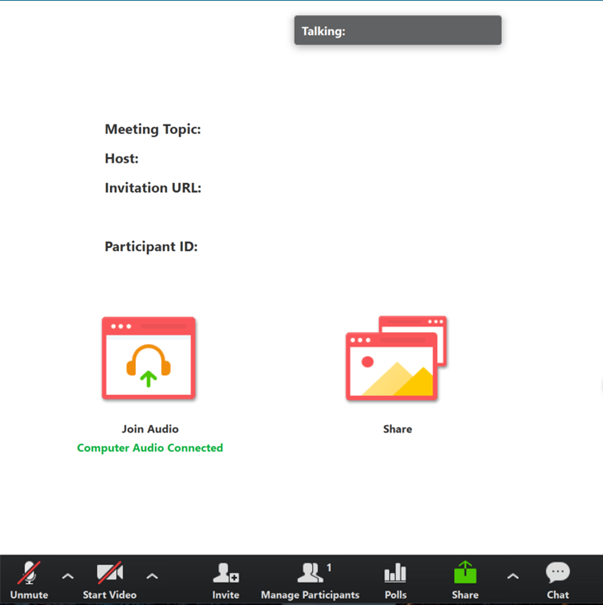 Talking:
Meeting Topic:
Host:
Invitation URL:
Participant ID:
Join Audio
Share
Computer Audio Connected
1
Unmute
Start Video
Invite
Manage Participants
Polls
Share
Chat